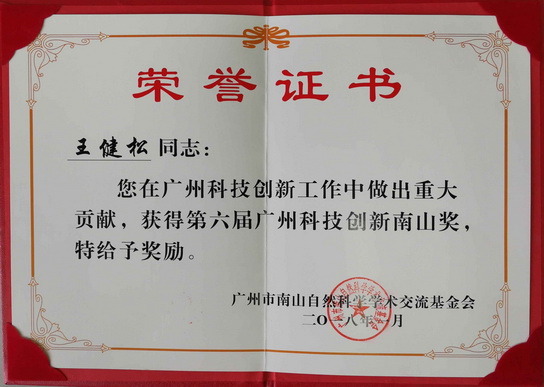 荣誉证书
王健松 同志：
您在广州科技创新工作中做出重大
贡献，获得第六届广州科技创新南山奖，
特给予奖励。
广州市南山自然科学学术交流基金会
二〇一八年 月